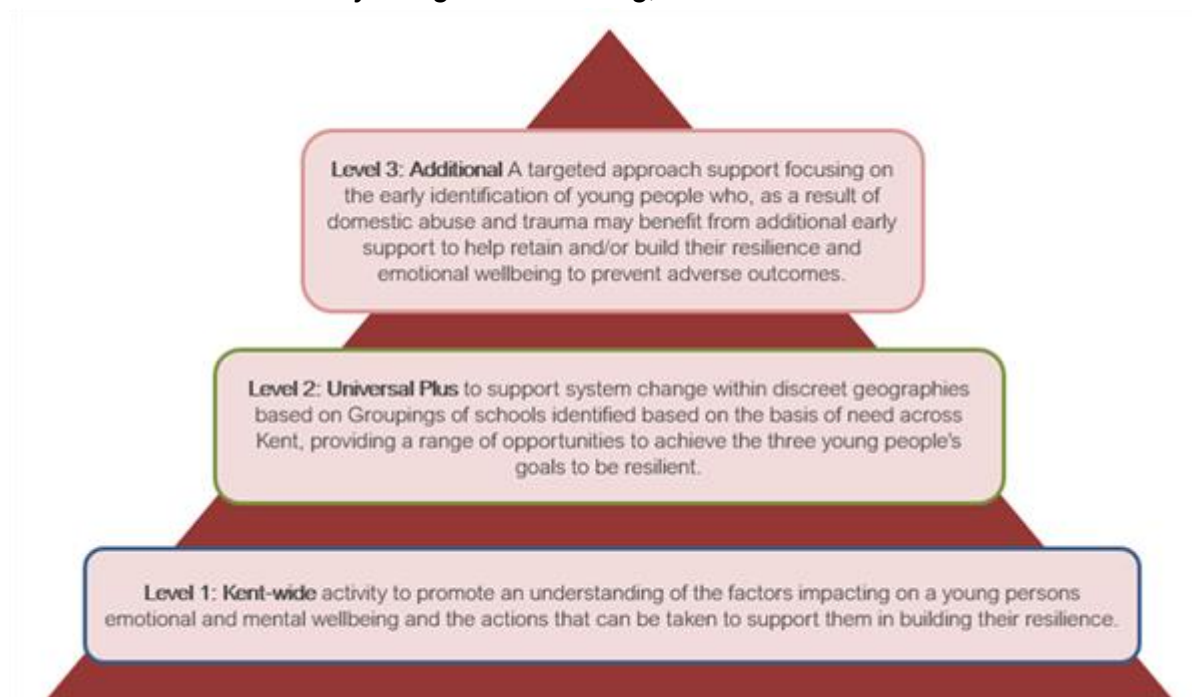 Level 3: Additional A targeted approach support focusing on
the early identification of young people who, as a result of
domestic abuse and trauma may benefit from additional early
support to help retain and/or build their resilience and
emotional wellbeing to prevent adverse outcomes.
Level 2: Universal Plus to support system change within discreet geographies
based on Groupings of schools identified based on the basis of need across
Kent, providing a range of opportunities to achieve the three young people's
goals to be resilient.
Level 1: Kent-wide activity to promote an understanding of the factors impacting on a young persons
emotional and mental wellbeing and the actions that can be taken to support them in building their resilience.